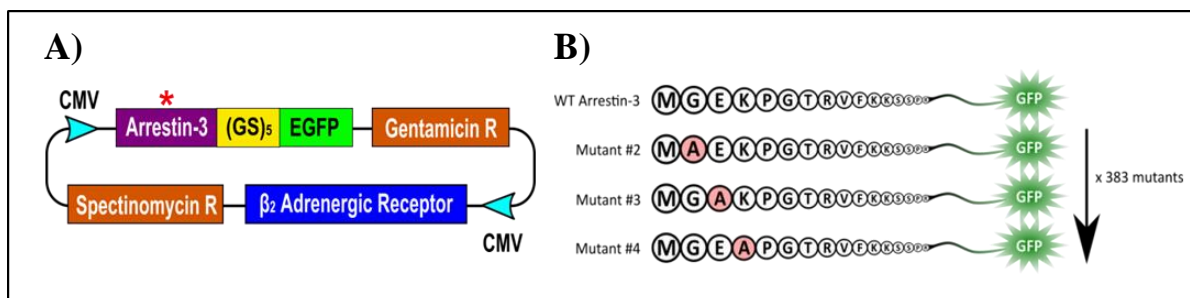 A)
CMV
*
Arrestin-3 (GS)5 EGFP Gentamicin R
Spectinomycin R β2 Adrenergic Receptor
CMV
B)
WT Arrestin-3 M G E K P G T R V F K K S S P GFP
Mutant #2 M A E K P G T R V F K K S S P GFP
Mutant #3 M G A K P G T R V F K K S S P GFP
Mutant #4 M G E A P G T R V F K K S S P GFP
x 383 mutants